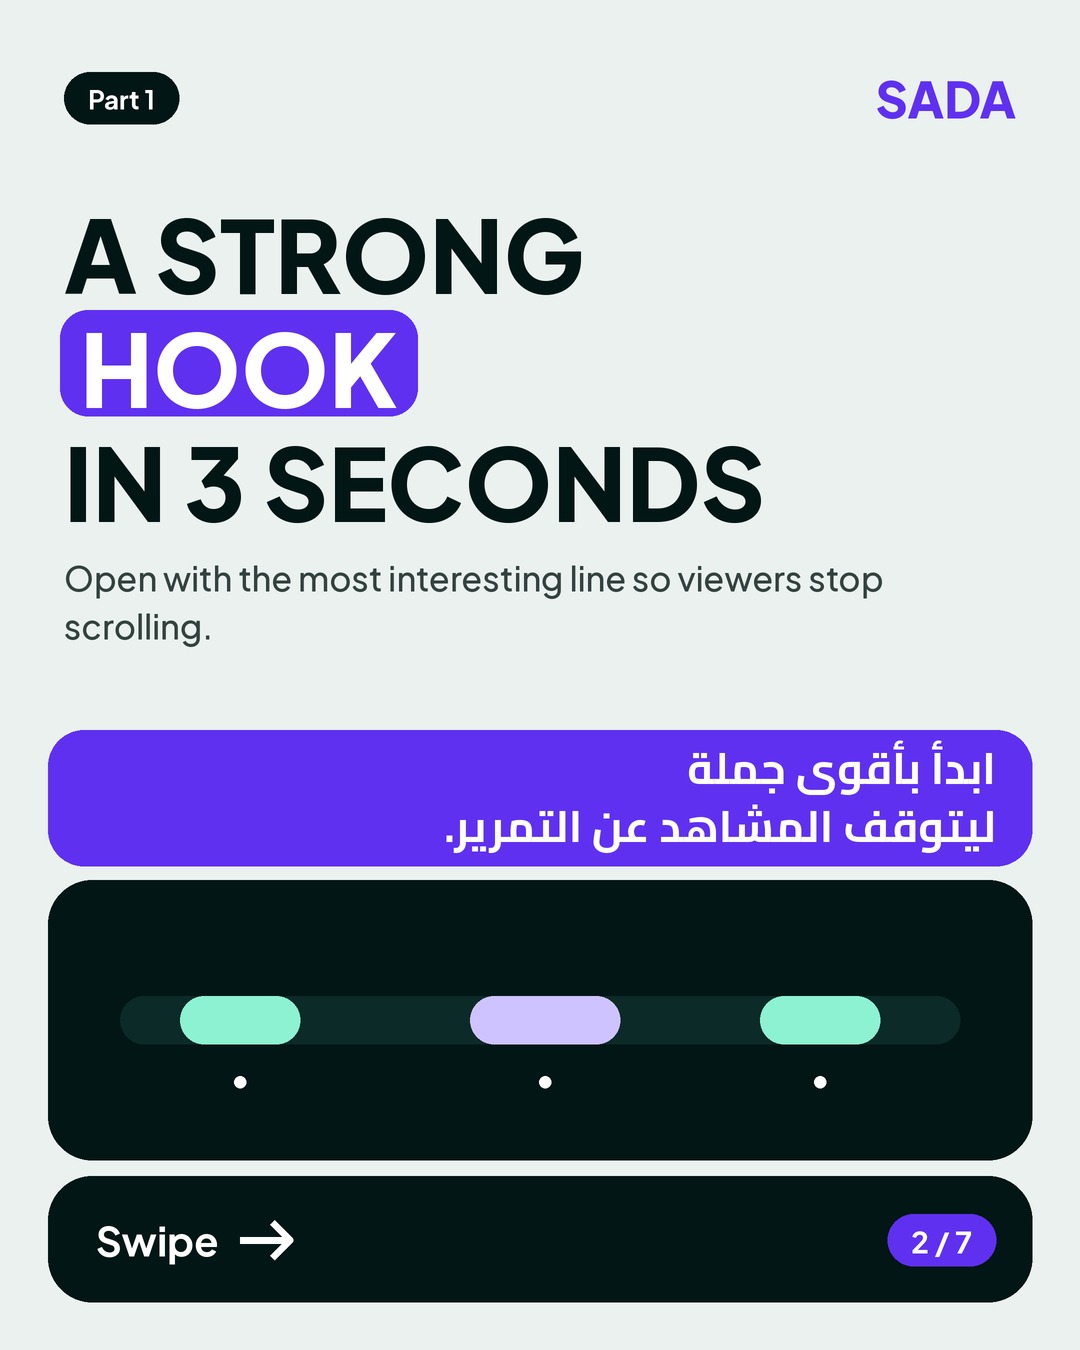 Part 1
SADA
A STRONG
HOOK
IN 3 SECONDS
Open with the most interesting line so viewers stop
scrolling.
ابدأ بأقوى جملة
ليتوقف المشاهد عن التمرير.
Swipe →
2 / 7